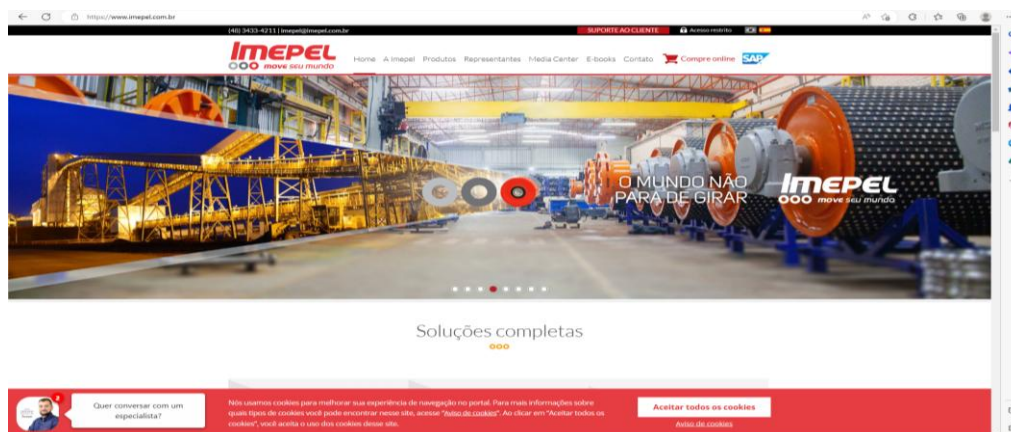 https://www.imepel.com.br
(48) 3433-4211 | imepel@imepel.com.br
SUPORTE AO CLIENTE
Acesso restrito
Imepel
move seu mundo
Home A Imepel Produtos Representantes Media Center E-books Contato Compre online SAP
O MUNDO NÃO
PARA DE GIRAR
Imepel
move seu mundo
Soluções completas
Quer conversar com um
especialista?
Nós usamos cookies para melhorar sua experiência de navegação no portal. Para mais informações sobre
quais tipos de cookies você pode encontrar nesse site, acesse "Aviso de cookies". Ao clicar em "Aceitar todos os
cookies", você aceita o uso dos cookies desse site.
Aceitar todos os cookies
Aviso de cookies